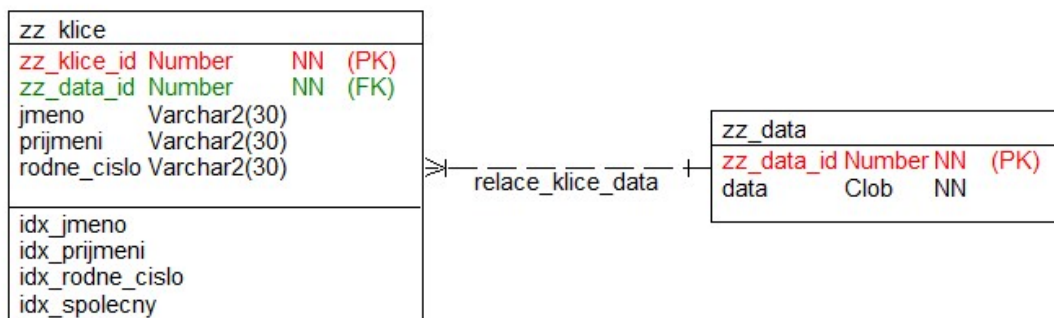 zz_klice
zz_klice_id Number NN (PK)
zz_data_id Number NN (FK)
jmeno Varchar2(30)
prijmeni Varchar2(30)
rodne_cislo Varchar2(30)
idx_jmeno
idx_prijmeni
idx_rodne_cislo
idx_spolecny
relace_klice_data
zz_data
zz_data_id Number NN (PK)
data Clob NN